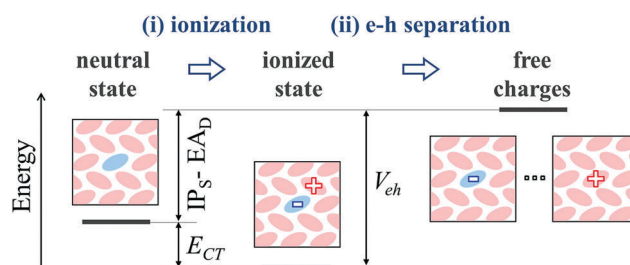 (i) ionization (ii) e-h separation
neutral state
ionized state
free charges
Energy
IP_S- EA_D
E_CT
V_eh